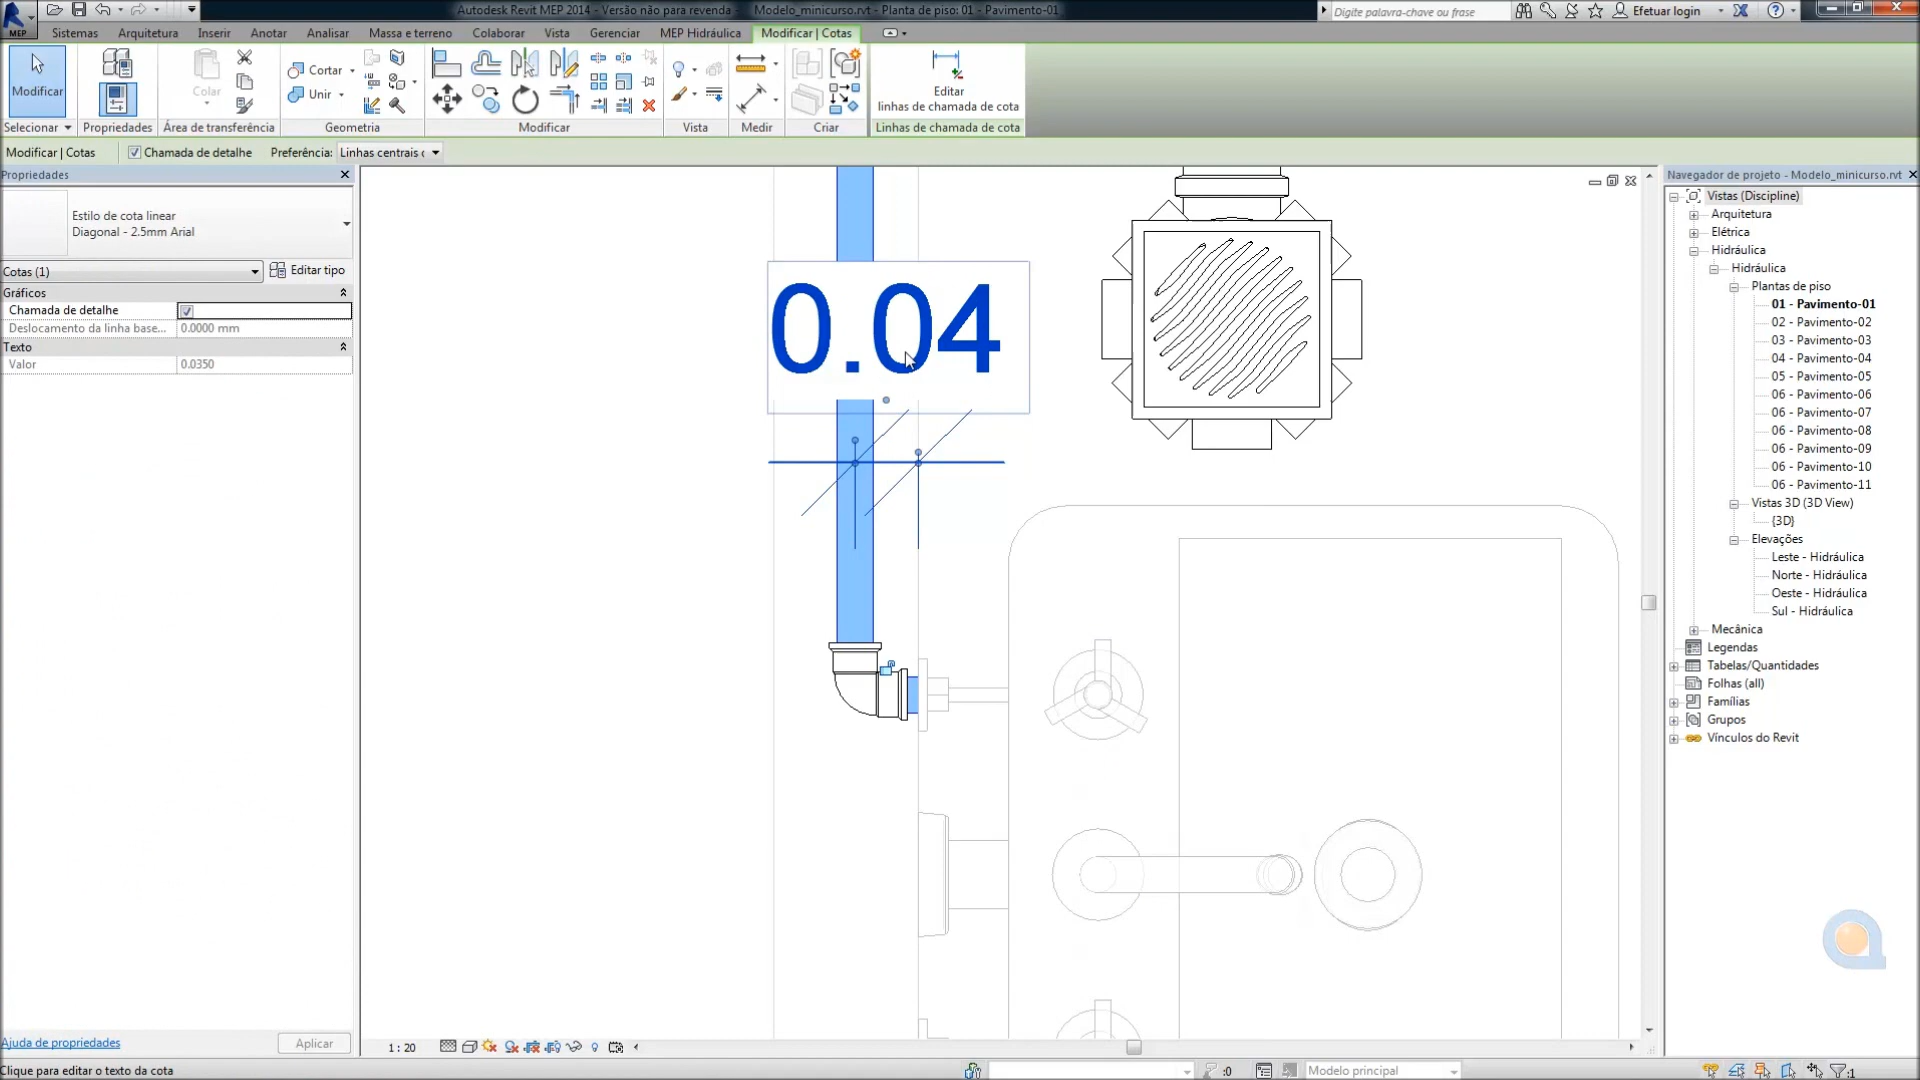 Autodesk Revit MEP 2014 - Versão não para revenda - Modelo_minicurso.rvt - Planta de piso: 01 - Pavimento-01
Digite palavra-chave ou frase
Efetuar login
MEP
Sistemas Arquitetura Inserir Anotar Analisar Massa e terreno Colaborar Vista Gerenciar MEP Hidráulica Modificar | Cotas
Modificar
Colar
Cortar
Unir
Editar
linhas de chamada de cota
Selecionar Propriedades Área de transferência Geometria Modificar Vista Medir Criar Linhas de chamada de cota
Modificar | Cotas Chamada de detalhe Preferência: Linhas centrais
Propriedades
Estilo de cota linear
Diagonal - 2.5mm Arial
Cotas (1) Editar tipo
Gráficos
Chamada de detalhe
Deslocamento da linha base... 0.0000 mm
Texto
Valor 0.0350
Ajuda de propriedades Aplicar
0.04
1 : 20
Navegador de projeto - Modelo_minicurso.rvt
Vistas (Discipline)
Arquitetura
Elétrica
Hidráulica
Hidráulica
Plantas de piso
01 - Pavimento-01
02 - Pavimento-02
03 - Pavimento-03
04 - Pavimento-04
05 - Pavimento-05
06 - Pavimento-06
06 - Pavimento-07
06 - Pavimento-08
06 - Pavimento-09
06 - Pavimento-10
06 - Pavimento-11
Vistas 3D (3D View)
{3D}
Elevações
Leste - Hidráulica
Norte - Hidráulica
Oeste - Hidráulica
Sul - Hidráulica
Mecânica
Legendas
Tabelas/Quantidades
Folhas (all)
Famílias
Grupos
Vínculos do Revit
Clique para editar o texto da cota
:0
Modelo principal
:1